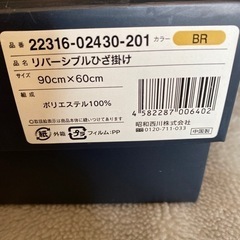 品番 22316-02430-201 カラー BR
品名 リバーシブルひざ掛け
サイズ
90cm×60cm
組成
ポリエステル100%
4 582287 006402
紙 外箱 プラ フィルム:PP
昭和西川株式会社
0120-711-033
中国製